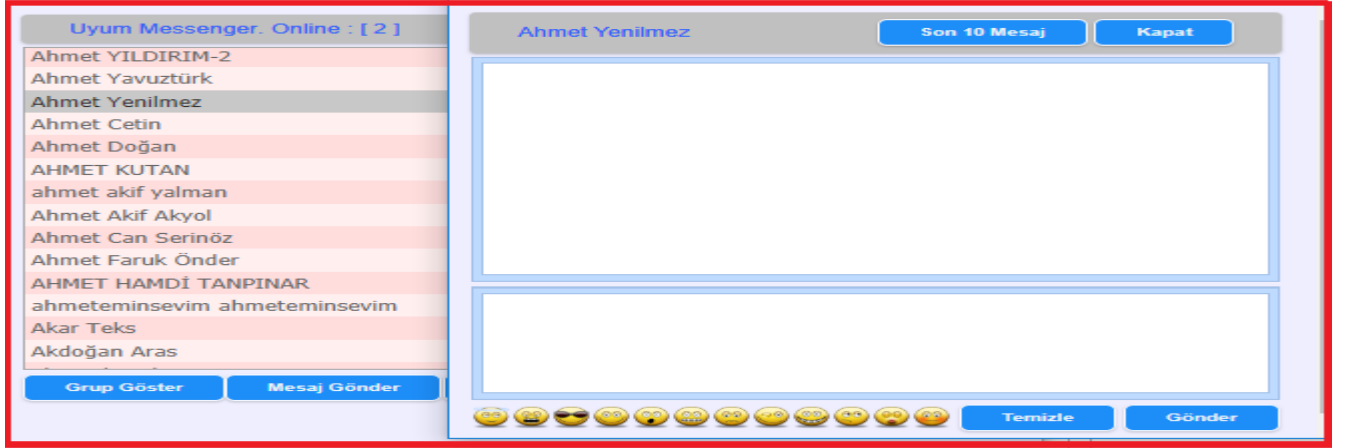 Uyum Messenger. Online : [ 2 ]
Ahmet YILDIRIM-2
Ahmet Yavuztürk
Ahmet Yenilmez
Ahmet Cetin
Ahmet Doğan
AHMET KUTAN
ahmet akif yalman
Ahmet Akif Akyol
Ahmet Can Serinöz
Ahmet Faruk Önder
AHMET HAMDİ TANPINAR
ahmeteminsevim ahmeteminsevim
Akar Teks
Akdoğan Aras
Grup Göster Mesaj Gönder
Ahmet Yenilmez Son 10 Mesaj Kapat
Temizle Gönder